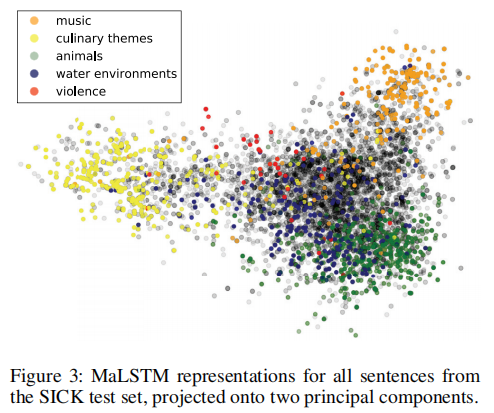 music
culinary themes
animals
water environments
violence
Figure 3: MaLSTM representations for all sentences from
the SICK test set, projected onto two principal components.